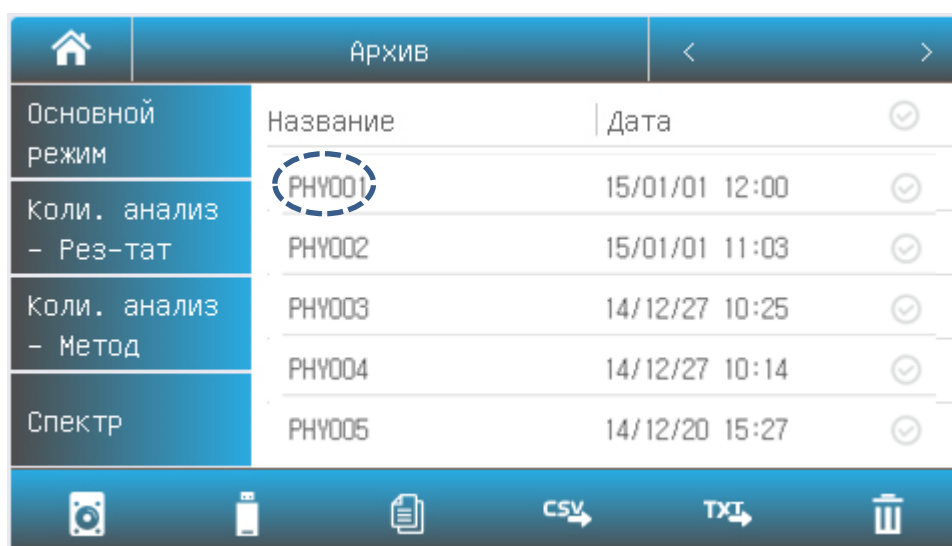 Архив
<
>
Основной
режим
Коли. анализ
- Рез-тат
Коли. анализ
- Метод
Спектр
Название
Дата
PHY001 15/01/01 12:00
PHY002 15/01/01 11:03
PHY003 14/12/27 10:25
PHY004 14/12/27 10:14
PHY005 14/12/20 15:27
CSV
TXT